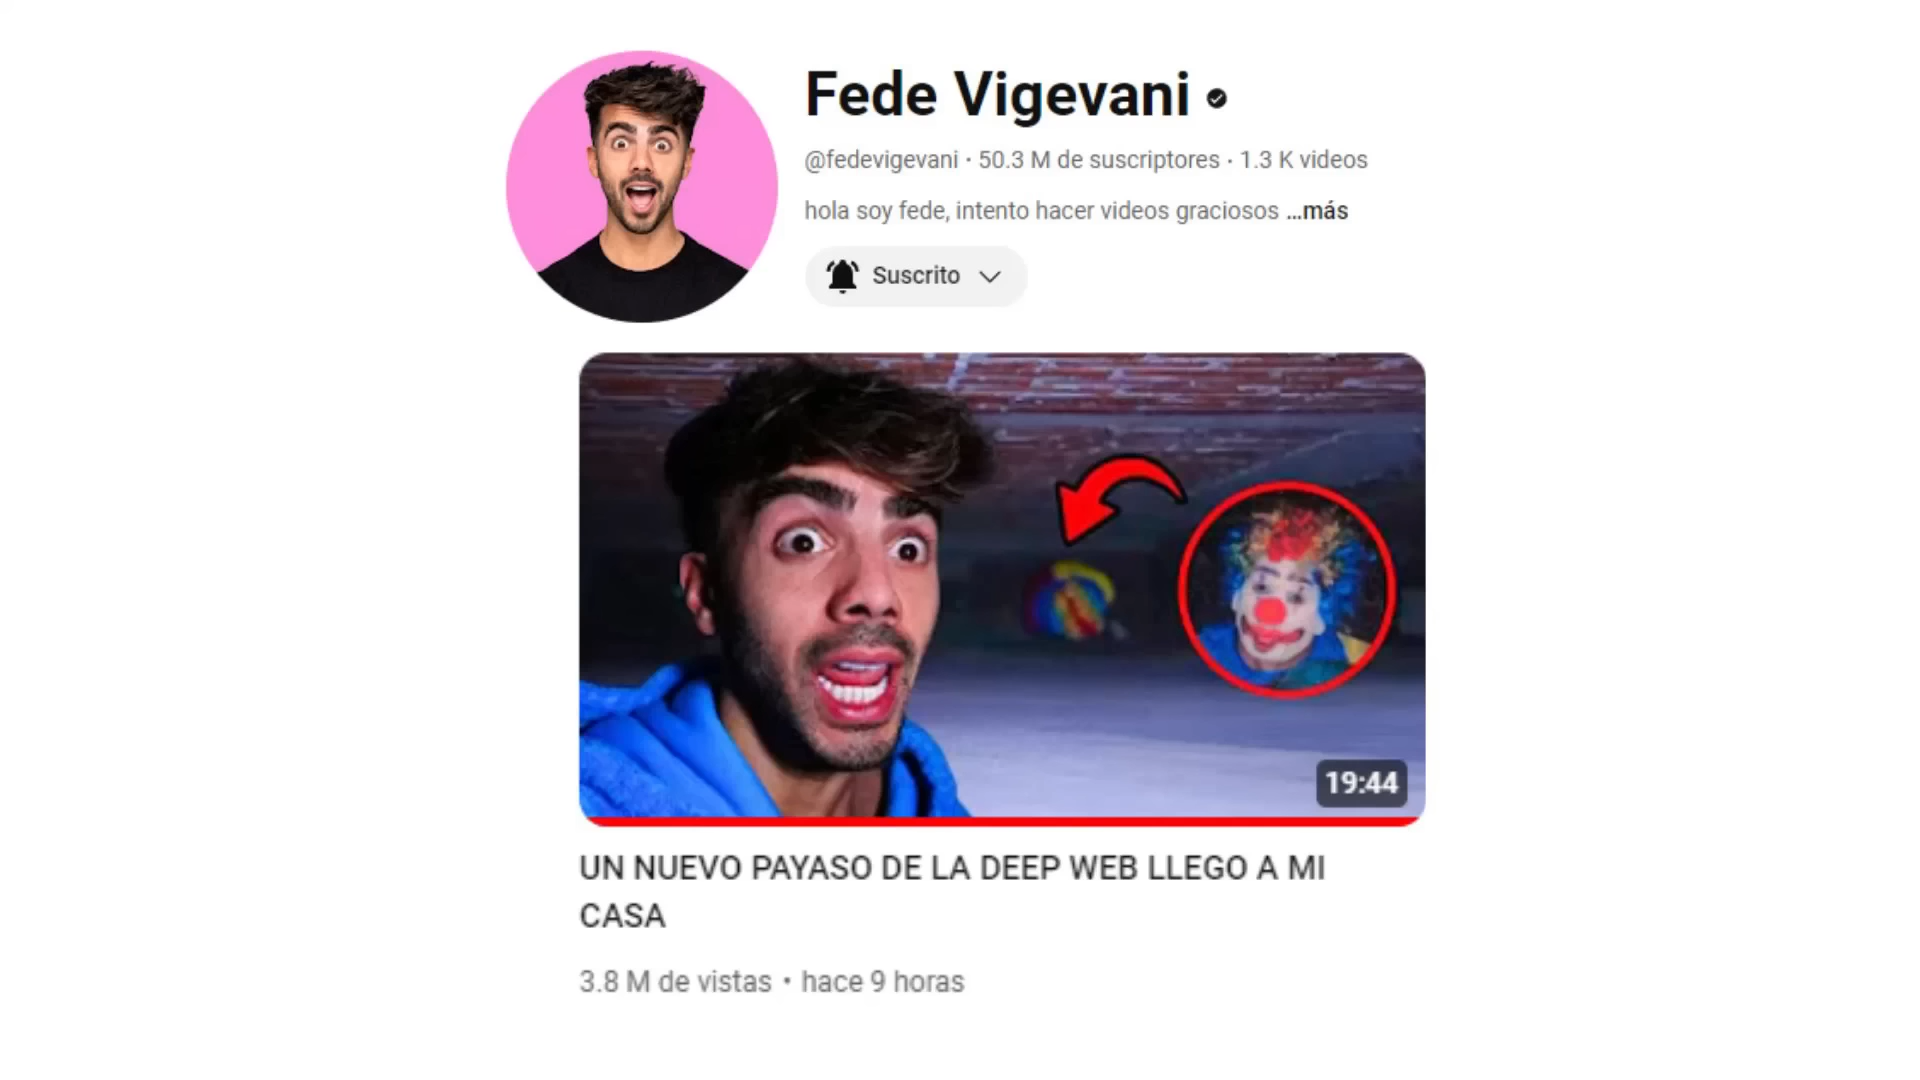 Fede Vigevani
@fedevigevani · 50.3 M de suscriptores · 1.3 K videos
hola soy fede, intento hacer videos graciosos ...más
Suscrito
19:44
UN NUEVO PAYASO DE LA DEEP WEB LLEGO A MI
CASA
3.8 M de vistas • hace 9 horas